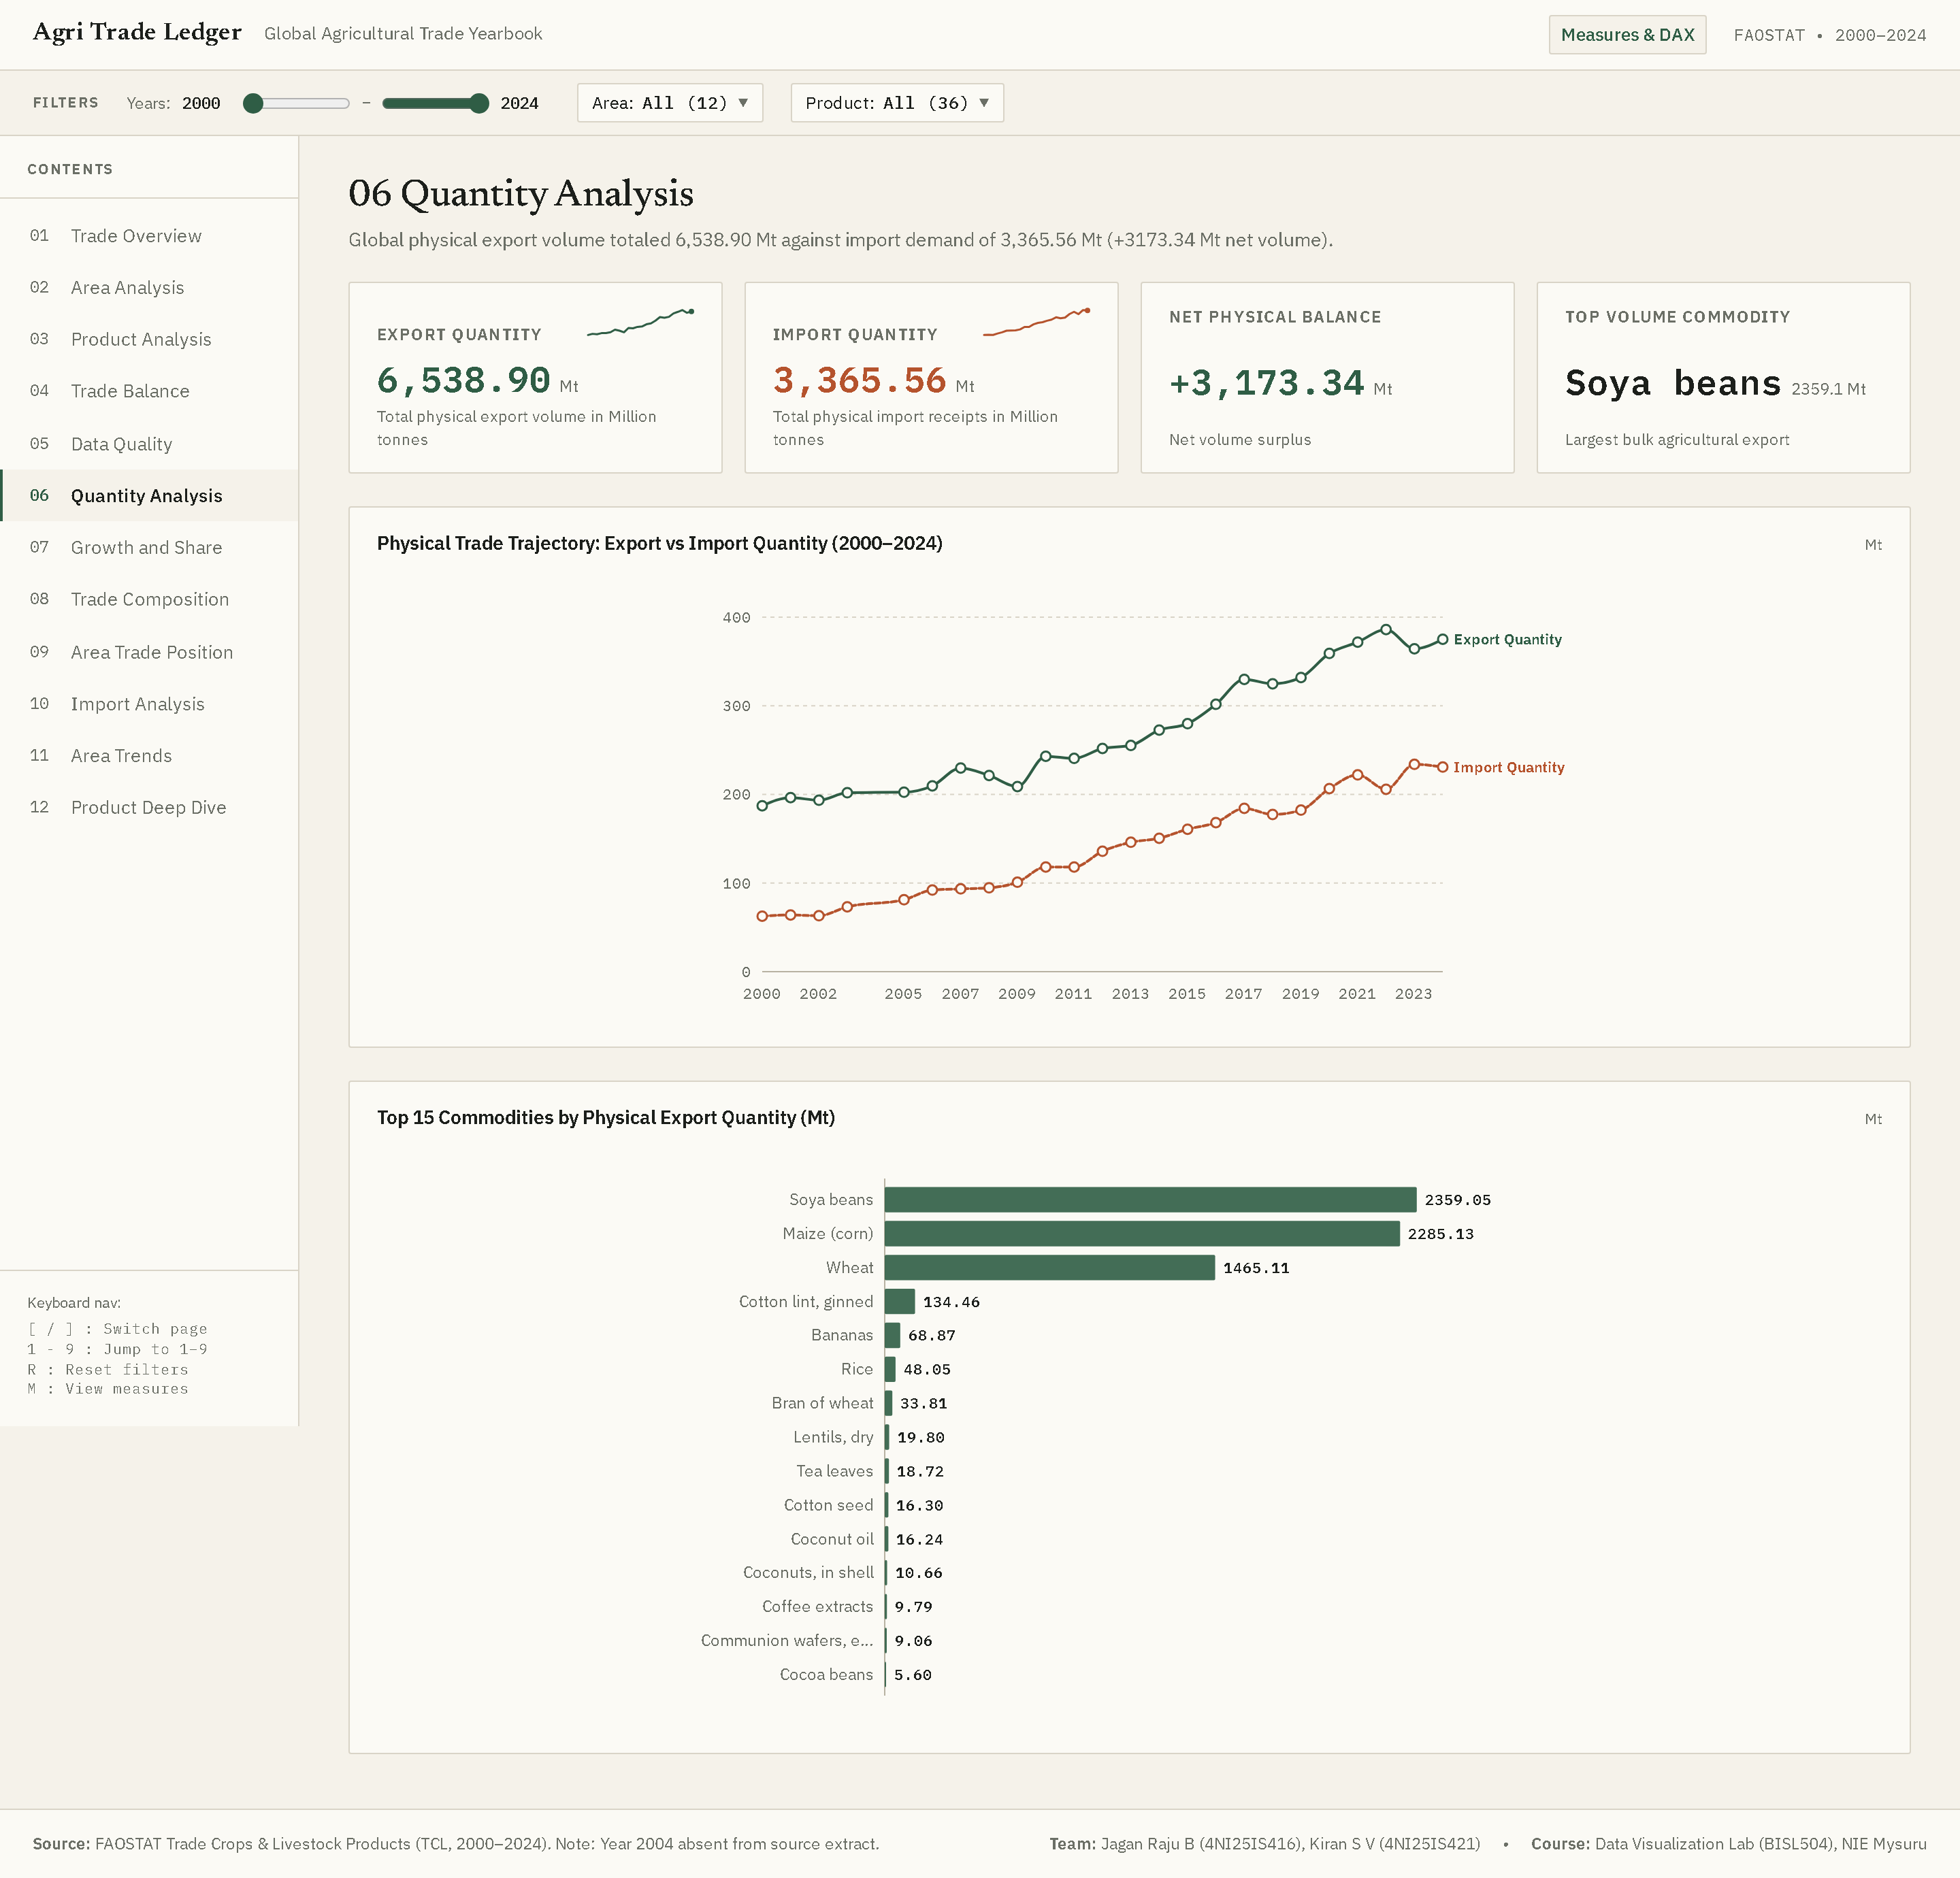 Agri Trade Ledger Global Agricultural Trade Yearbook Measures & DAX FAOSTAT • 2000–2024
FILTERS Years: 2000 – 2024 Area: All (12) ▼ Product: All (36) ▼
CONTENTS
01 Trade Overview
02 Area Analysis
03 Product Analysis
04 Trade Balance
05 Data Quality
06 Quantity Analysis
07 Growth and Share
08 Trade Composition
09 Area Trade Position
10 Import Analysis
11 Area Trends
12 Product Deep Dive
Keyboard nav:
[ / ] : Switch page
1 - 9 : Jump to 1–9
R : Reset filters
M : View measures
06 Quantity Analysis
Global physical export volume totaled 6,538.90 Mt against import demand of 3,365.56 Mt (+3173.34 Mt net volume).
EXPORT QUANTITY
6,538.90 Mt
Total physical export volume in Million
tonnes
IMPORT QUANTITY
3,365.56 Mt
Total physical import receipts in Million
tonnes
NET PHYSICAL BALANCE
+3,173.34 Mt
Net volume surplus
TOP VOLUME COMMODITY
Soya beans 2359.1 Mt
Largest bulk agricultural export
Physical Trade Trajectory: Export vs Import Quantity (2000–2024) Mt
400
300
200
100
0
Export Quantity
Import Quantity
2000 2002 2005 2007 2009 2011 2013 2015 2017 2019 2021 2023
Top 15 Commodities by Physical Export Quantity (Mt) Mt
Soya beans 2359.05
Maize (corn) 2285.13
Wheat 1465.11
Cotton lint, ginned 134.46
Bananas 68.87
Rice 48.05
Bran of wheat 33.81
Lentils, dry 19.80
Tea leaves 18.72
Cotton seed 16.30
Coconut oil 16.24
Coconuts, in shell 10.66
Coffee extracts 9.79
Communion wafers, e... 9.06
Cocoa beans 5.60
Source: FAOSTAT Trade Crops & Livestock Products (TCL, 2000–2024). Note: Year 2004 absent from source extract. Team: Jagan Raju B (4NI25IS416), Kiran S V (4NI25IS421) • Course: Data Visualization Lab (BISL504), NIE Mysuru